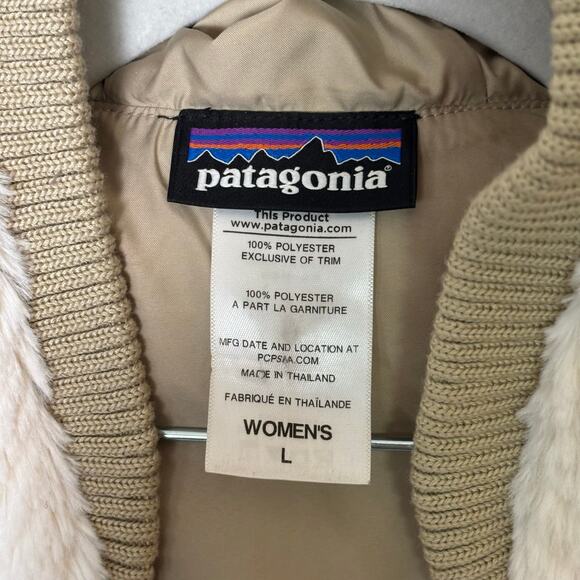 patagonia®
This Product
www.patagonia.com
100% POLYESTER
EXCLUSIVE OF TRIM
100% POLYESTER
A PART LA GARNITURE
MFG DATE AND LOCATION AT
PCPSIA.COM
MADE IN THAILAND
FABRIQUÉ EN THAÏLANDE
WOMEN'S
L